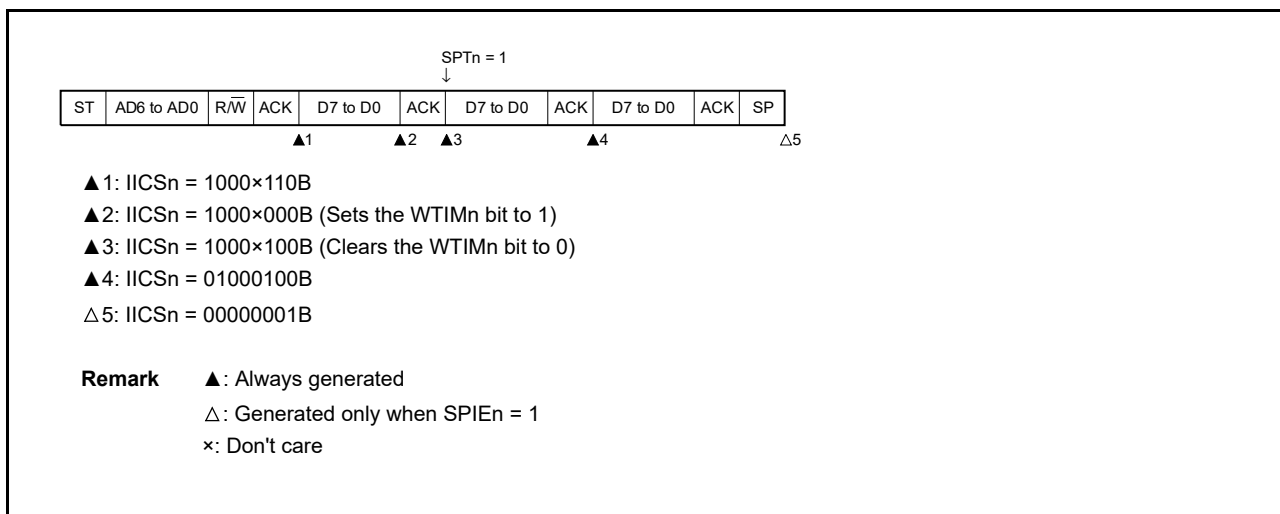 SPTn = 1
↓
ST AD6 to AD0 R/W̅ ACK D7 to D0 ACK D7 to D0 ACK D7 to D0 ACK SP
▲1 ▲2 ▲3 ▲4 △5
▲1: IICSn = 1000×110B
▲2: IICSn = 1000×000B (Sets the WTIMn bit to 1)
▲3: IICSn = 1000×100B (Clears the WTIMn bit to 0)
▲4: IICSn = 01000100B
△5: IICSn = 00000001B
Remark ▲: Always generated
△: Generated only when SPIEn = 1
×: Don't care